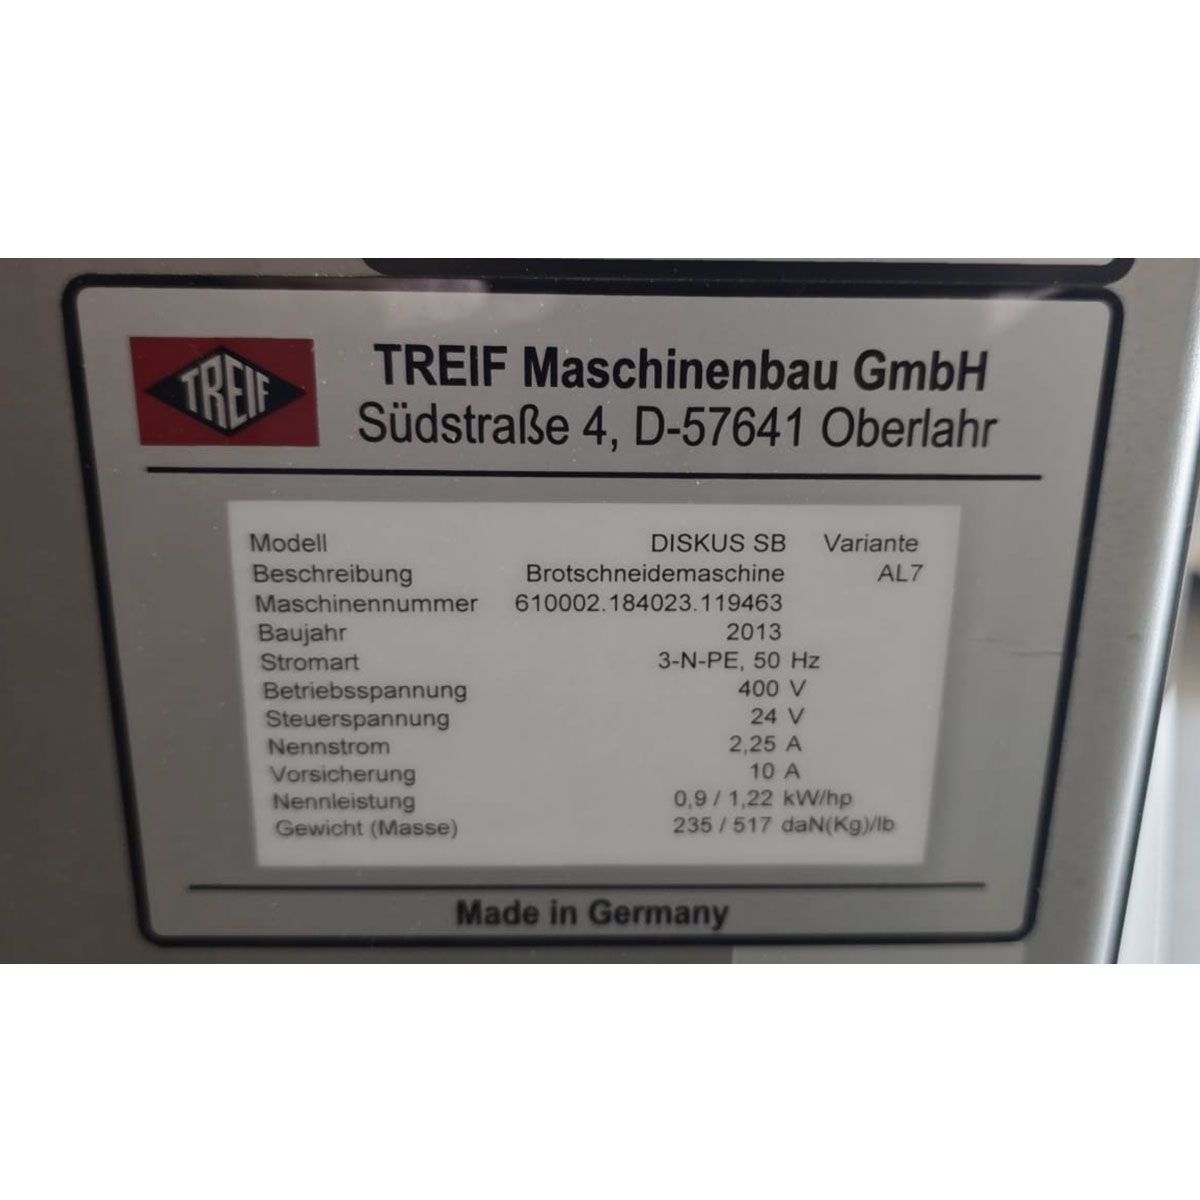 TREIF
TREIF Maschinenbau GmbH
Südstraße 4, D-57641 Oberlahr
Modell DISKUS SB Variante
Beschreibung Brotschneidemaschine AL7
Maschinennummer 610002.184023.119463
Baujahr 2013
Stromart 3-N-PE, 50 Hz
Betriebsspannung 400 V
Steuerspannung 24 V
Nennstrom 2,25 A
Vorsicherung 10 A
Nennleistung 0,9 / 1,22 kW/hp
Gewicht (Masse) 235 / 517 daN(Kg)/lb
Made in Germany